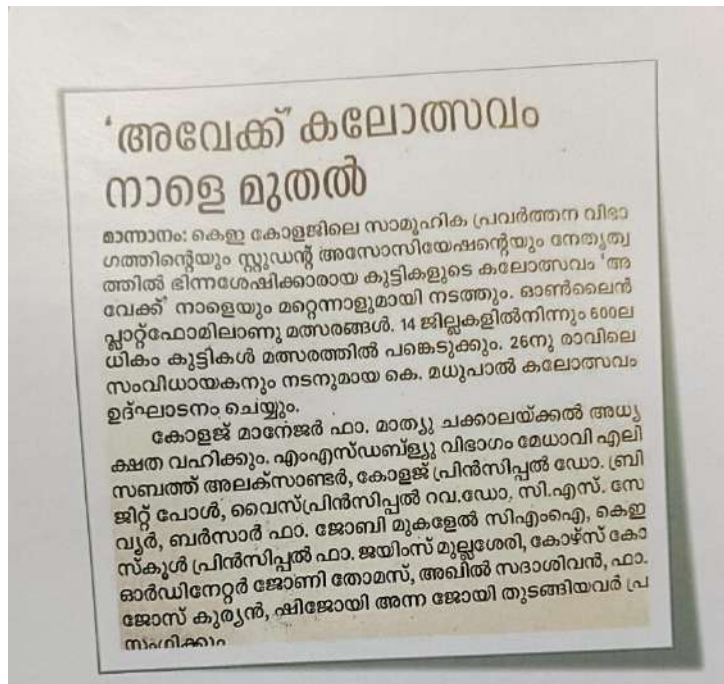 ‘അവേക്ക്’ കലോത്സവം
നാളെ മുതൽ
മാന്നാനം: കെഇ കോളജിലെ സാമൂഹിക പ്രവർത്തന വിഭാ
ഗത്തിന്റെയും സ്റ്റുഡന്റ് അസോസിയേഷന്റെയും നേതൃത്വ
ത്തിൽ ഭിന്നശേഷിക്കാരായ കുട്ടികളുടെ കലോത്സവം ‘അ
വേക്ക്’ നാളെയും മറ്റെന്നാളുമായി നടത്തും. ഓൺലൈൻ
പ്ലാറ്റ്ഫോമിലാണു മത്സരങ്ങൾ. 14 ജില്ലകളിൽനിന്നും 600ല
ധികം കുട്ടികൾ മത്സരത്തിൽ പങ്കെടുക്കും. 26നു രാവിലെ
സംവിധായകനും നടനുമായ കെ. മധുപാൽ കലോത്സവം
ഉദ്ഘാടനം ചെയ്യും.
കോളജ് മാനേജർ ഫാ. മാത്യു ചക്കാലയ്ക്കൽ അധ്യ
ക്ഷത വഹിക്കും. എംഎസ്ഡബ്ള്യു വിഭാഗം മേധാവി എലി
സബത്ത് അലക്സാണ്ടർ, കോളജ് പ്രിൻസിപ്പൽ ഡോ. ബ്രി
ജിറ്റ് പോൾ, വൈസ്പ്രിൻസിപ്പൽ റവ.ഡോ. സി.എസ്. സേ
വ്യർ, ബർസാർ ഫാ. ജോബി മുകളേൽ സിഎംഐ, കെഇ
സ്കൂൾ പ്രിൻസിപ്പൽ ഫാ. ജയിംസ് മുല്ലശേരി, കോഴ്സ് കോ
ഓർഡിനേറ്റർ ജോണി തോമസ്, അഖിൽ സദാശിവൻ, ഫാ.
ജോസ് കുര്യൻ, ഷിജോയി അന്ന ജോയി തുടങ്ങിയവർ പ്ര
സംഗിക്കും